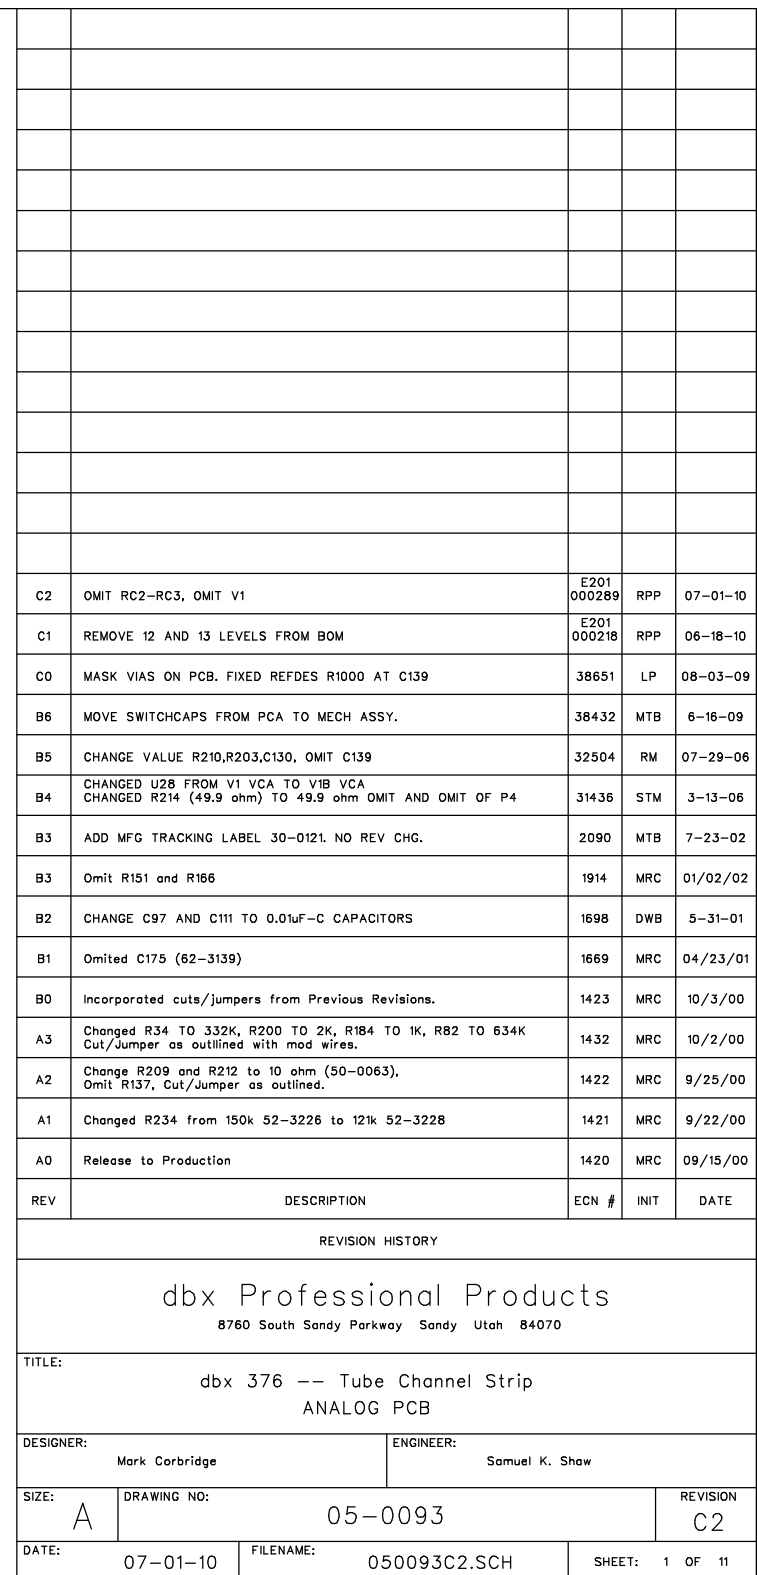 C2 OMIT RC2-RC3, OMIT V1 E201 000289 RPP 07-01-10
C1 REMOVE 12 AND 13 LEVELS FROM BOM E201 000218 RPP 06-18-10
C0 MASK VIAS ON PCB. FIXED REFDES R1000 AT C139 38651 LP 08-03-09
B6 MOVE SWITCHCAPS FROM PCA TO MECH ASSY. 38432 MTB 6-16-09
B5 CHANGE VALUE R210,R203,C130, OMIT C139 32504 RM 07-29-06
B4 CHANGED U28 FROM V1 VCA TO V1B VCA
CHANGED R214 (49.9 ohm) TO 49.9 ohm OMIT AND OMIT OF P4 31436 STM 3-13-06
B3 ADD MFG TRACKING LABEL 30-0121. NO REV CHG. 2090 MTB 7-23-02
B3 Omit R151 and R166 1914 MRC 01/02/02
B2 CHANGE C97 AND C111 TO 0.01uF-C CAPACITORS 1698 DWB 5-31-01
B1 Omited C175 (62-3139) 1669 MRC 04/23/01
B0 Incorporated cuts/jumpers from Previous Revisions. 1423 MRC 10/3/00
A3 Changed R34 TO 332K, R200 TO 2K, R184 TO 1K, R82 TO 634K
Cut/Jumper as outllined with mod wires. 1432 MRC 10/2/00
A2 Change R209 and R212 to 10 ohm (50-0063),
Omit R137, Cut/Jumper as outlined. 1422 MRC 9/25/00
A1 Changed R234 from 150k 52-3226 to 121k 52-3228 1421 MRC 9/22/00
A0 Release to Production 1420 MRC 09/15/00
REV DESCRIPTION ECN # INIT DATE
REVISION HISTORY
dbx Professional Products
8760 South Sandy Parkway Sandy Utah 84070
TITLE:
dbx 376 -- Tube Channel Strip
ANALOG PCB
DESIGNER: ENGINEER:
Mark Corbridge Samuel K. Shaw
SIZE: DRAWING NO: REVISION
A 05-0093 C2
DATE: FILENAME:
07-01-10 050093C2.SCH SHEET: 1 OF 11